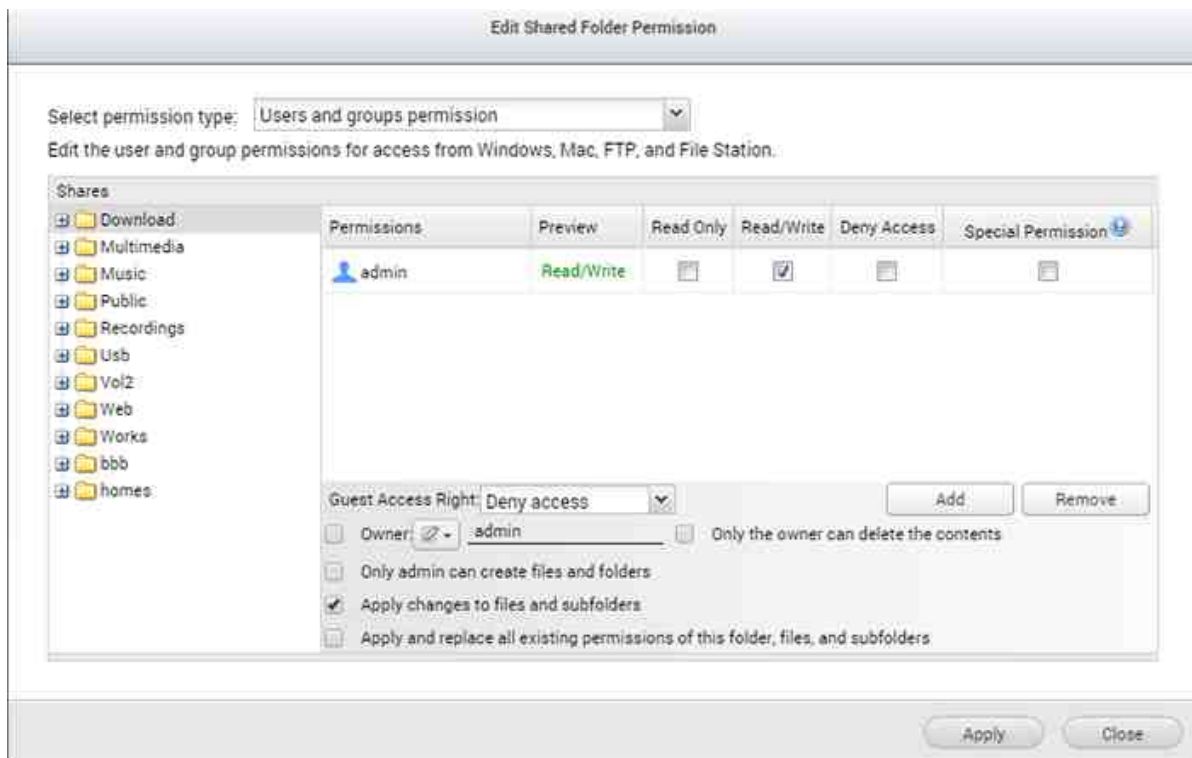 Edit Shared Folder Permission
Select permission type: Users and groups permission
Edit the user and group permissions for access from Windows, Mac, FTP, and File Station.
Shares
Download
Multimedia
Music
Public
Recordings
Usb
Vol2
Web
Works
bbb
homes
Permissions Preview Read Only Read/Write Deny Access Special Permission
admin Read/Write
Guest Access Right: Deny access Add Remove
Owner: admin Only the owner can delete the contents
Only admin can create files and folders
Apply changes to files and subfolders
Apply and replace all existing permissions of this folder, files, and subfolders
Apply Close